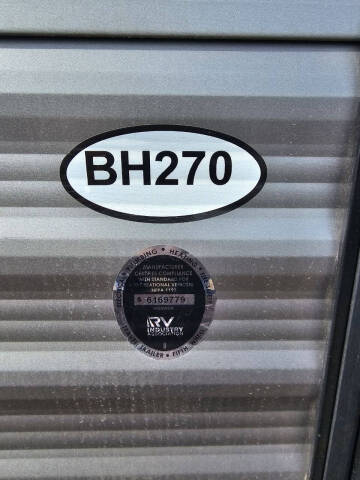 BH270
PLUMBING • HEATING •
MANUFACTURER
CERTIFIES COMPLIANCE
WITH STANDARD FOR
RECREATIONAL VEHICLES
NFPA 1192
6169779
RV
INDUSTRY
ASSOCIATION
TRAVEL TRAILER • FIFTH WHEEL